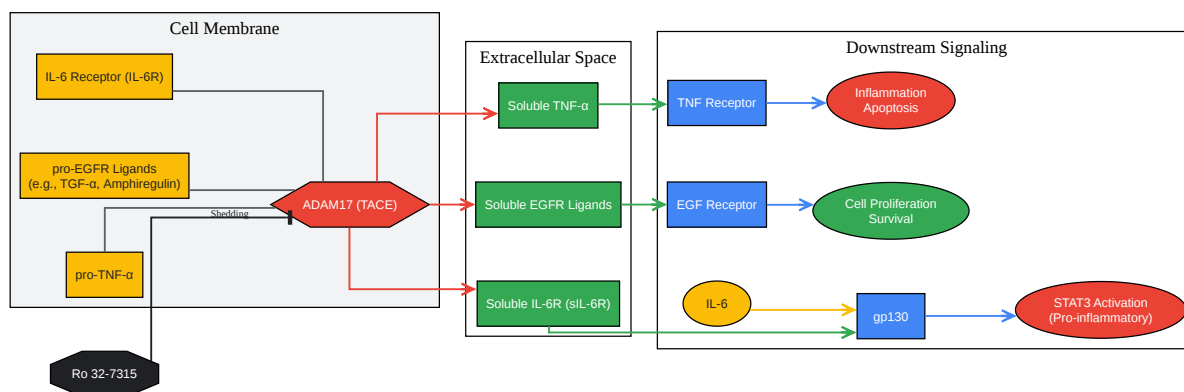 Cell Membrane
IL-6 Receptor (IL-6R)
pro-EGFR Ligands
(e.g., TGF-α, Amphiregulin)
ADAM17 (TACE)
Shedding
pro-TNF-α
Ro 32-7315
Extracellular Space
Soluble TNF-α
Soluble EGFR Ligands
Soluble IL-6R (sIL-6R)
Downstream Signaling
TNF Receptor
Inflammation
Apoptosis
EGF Receptor
Cell Proliferation
Survival
IL-6
gp130
STAT3 Activation
(Pro-inflammatory)